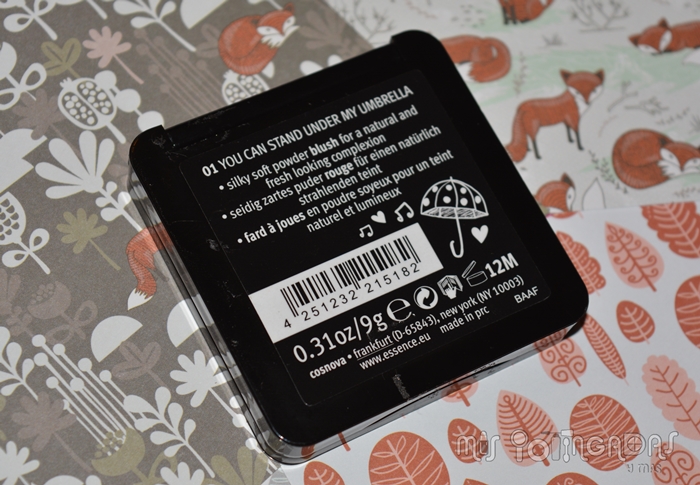 01 YOU CAN STAND UNDER MY UMBRELLA
• silky soft powder blush for a natural and
fresh looking complexion
• seidig zartes puder rouge für einen natürlich
strahlenden teint
• fard à joues en poudre soyeux pour un teint
naturel et lumineux
4 251232 215182
0.31oz/9g e 12M
cosnova • frankfurt (D-65843), new york (NY 10003)
www.essence.eu made in prc
BAAF
MIS POTINGADAS
Y MÁS